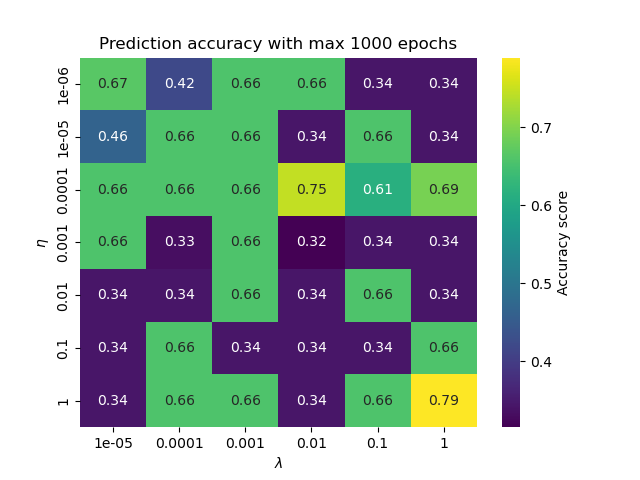 Prediction accuracy with max 1000 epochs
1e-06 0.67 0.42 0.66 0.66 0.34 0.34
1e-05 0.46 0.66 0.66 0.34 0.66 0.34
0.0001 0.66 0.66 0.66 0.75 0.61 0.69
0.001 0.66 0.33 0.66 0.32 0.34 0.34
0.01 0.34 0.34 0.66 0.34 0.66 0.34
0.1 0.34 0.66 0.34 0.34 0.34 0.66
1 0.34 0.66 0.66 0.34 0.66 0.79
1e-05 0.0001 0.001 0.01 0.1 1
λ
η
0.7
0.6
0.5
0.4
Accuracy score